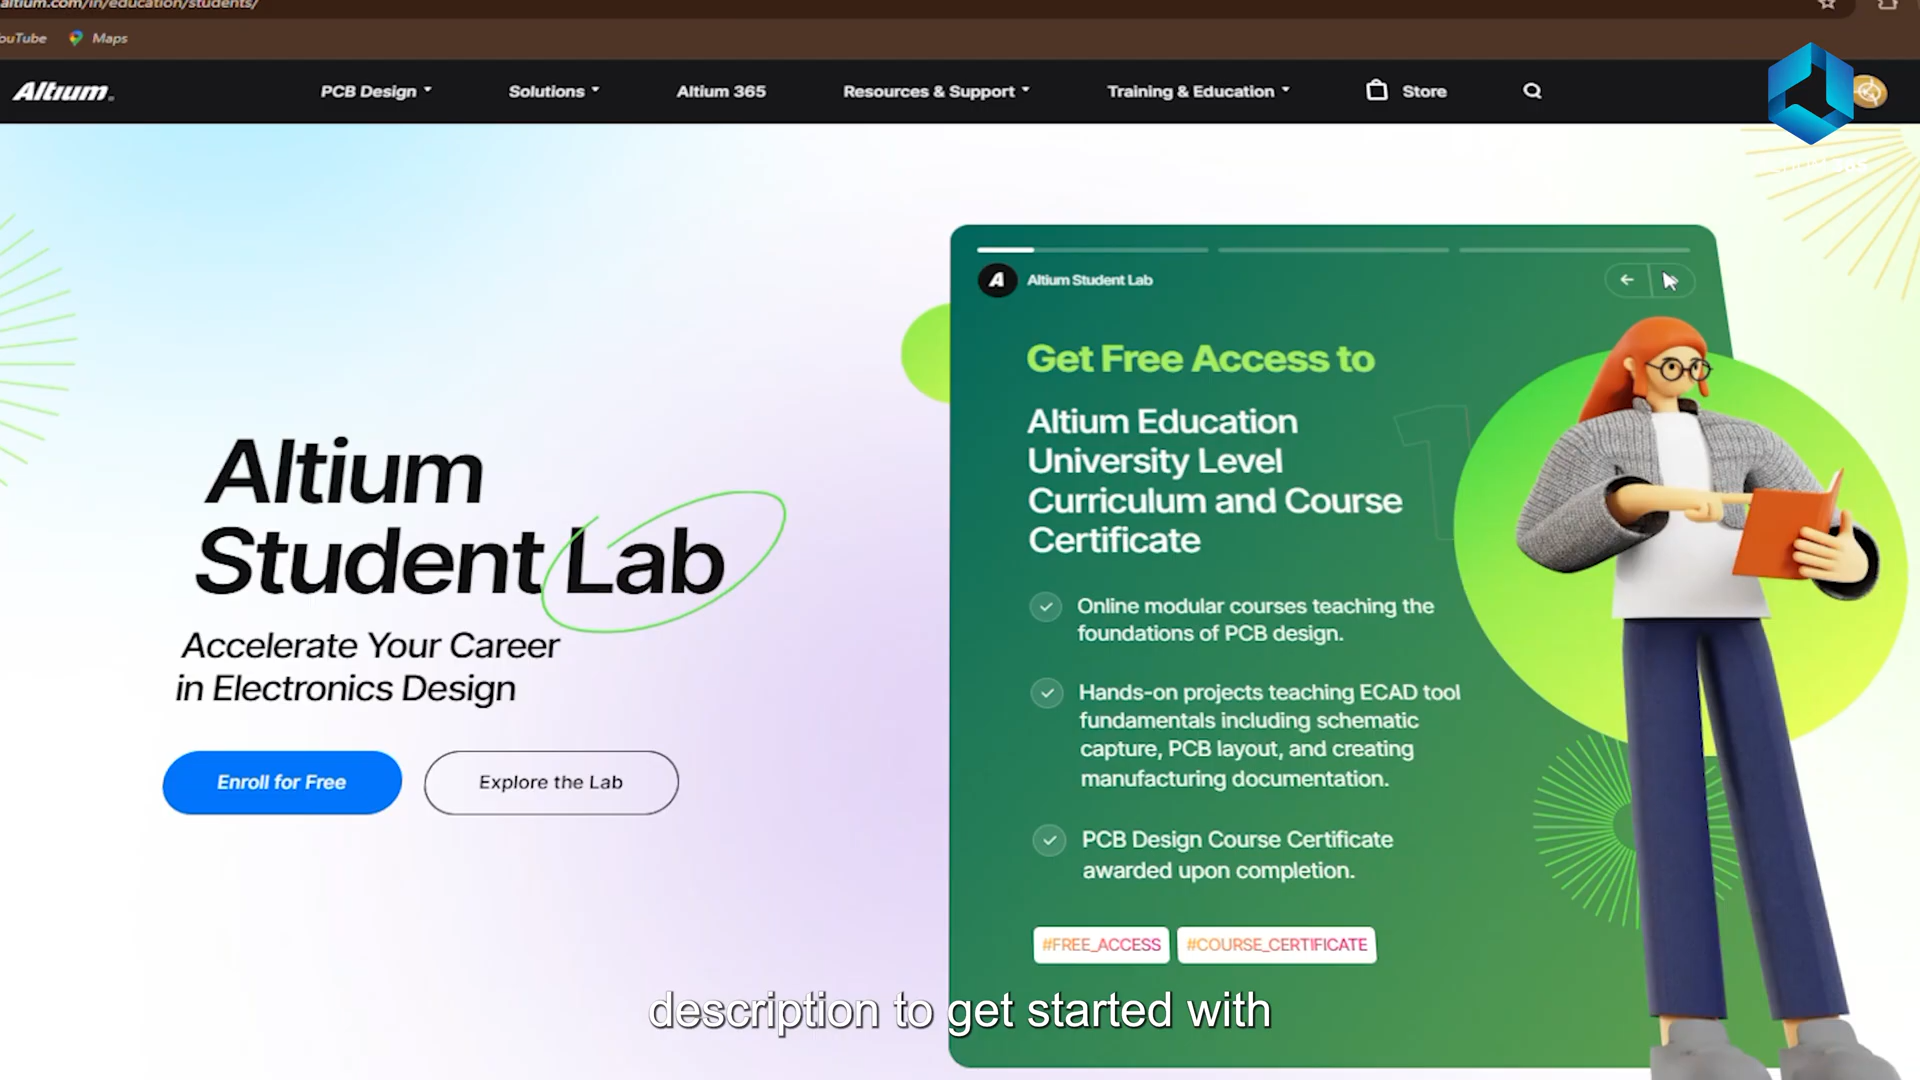 altium.com/in/education/students/
ouTube Maps
Altium
PCB Design Solutions Altium 365 Resources & Support Training & Education Store
A Altium Student Lab
Altium
Student Lab
Accelerate Your Career
in Electronics Design
Enroll for Free Explore the Lab
Get Free Access to
Altium Education
University Level
Curriculum and Course
Certificate
1
Online modular courses teaching the
foundations of PCB design.
Hands-on projects teaching ECAD tool
fundamentals including schematic
capture, PCB layout, and creating
manufacturing documentation.
PCB Design Course Certificate
awarded upon completion.
#FREE_ACCESS #COURSE_CERTIFICATE
description to get started with